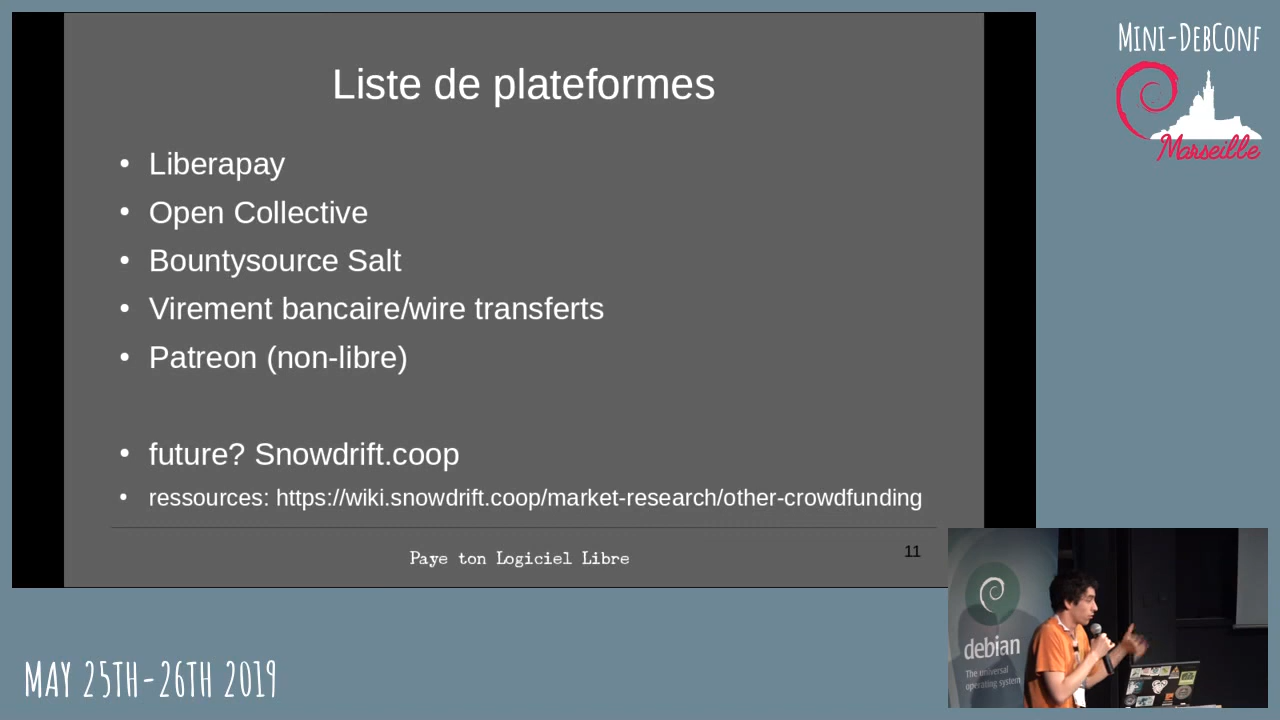 Liste de plateformes
• Liberapay
• Open Collective
• Bountysource Salt
• Virement bancaire/wire transferts
• Patreon (non-libre)
• future? Snowdrift.coop
• ressources: https://wiki.snowdrift.coop/market-research/other-crowdfunding
Paye ton Logiciel Libre
11
Mini-DebConf
Marseille
debian
The universal
operating system
MAY 25TH-26TH 2019